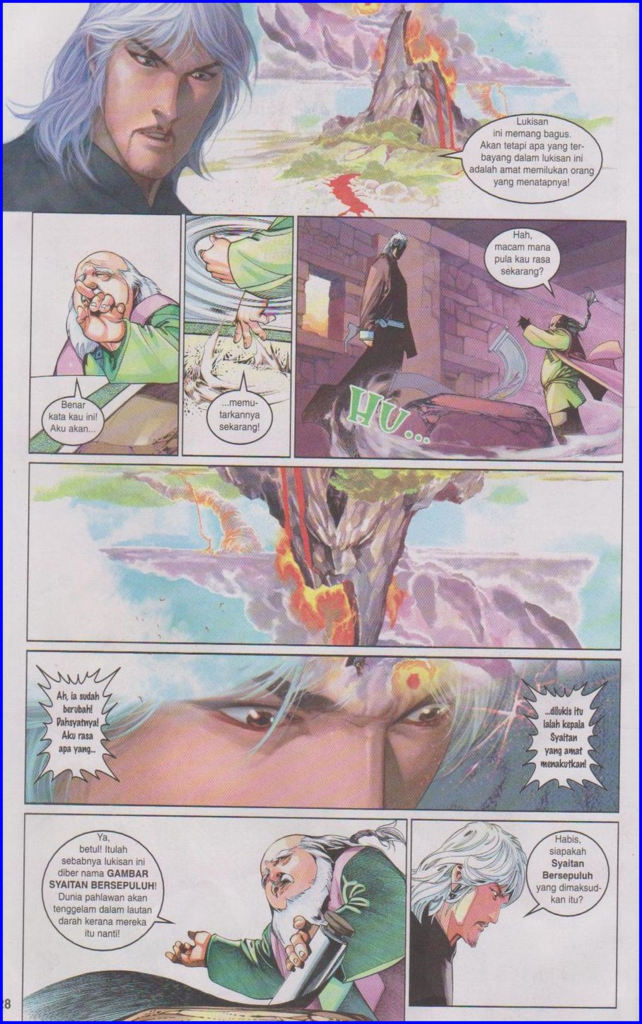 Lukisan
ini memang bagus.
Akan tetapi apa yang ter-
bayang dalam lukisan ini
adalah amat memilukan orang
yang menatapnya!
Benar
kata kau ini!
Aku akan...
...memu-
tarkannya
sekarang!
Hah,
macam mana
pula kau rasa
sekarang?
HU...
Ah, ia sudah
berubah!
Dahsyatnya!
Aku rasa
apa yang...
...dilukis itu
ialah kepala
Syaitan
yang amat
menakutkan!
Ya,
betul! Itulah
sebabnya lukisan ini
diber nama GAMBAR
SYAITAN BERSEPULUH!
Dunia pahlawan akan
tenggelam dalam lautan
darah kerana mereka
itu nanti!
Habis,
siapakah
Syaitan
Bersepuluh
yang dimaksud-
kan itu?